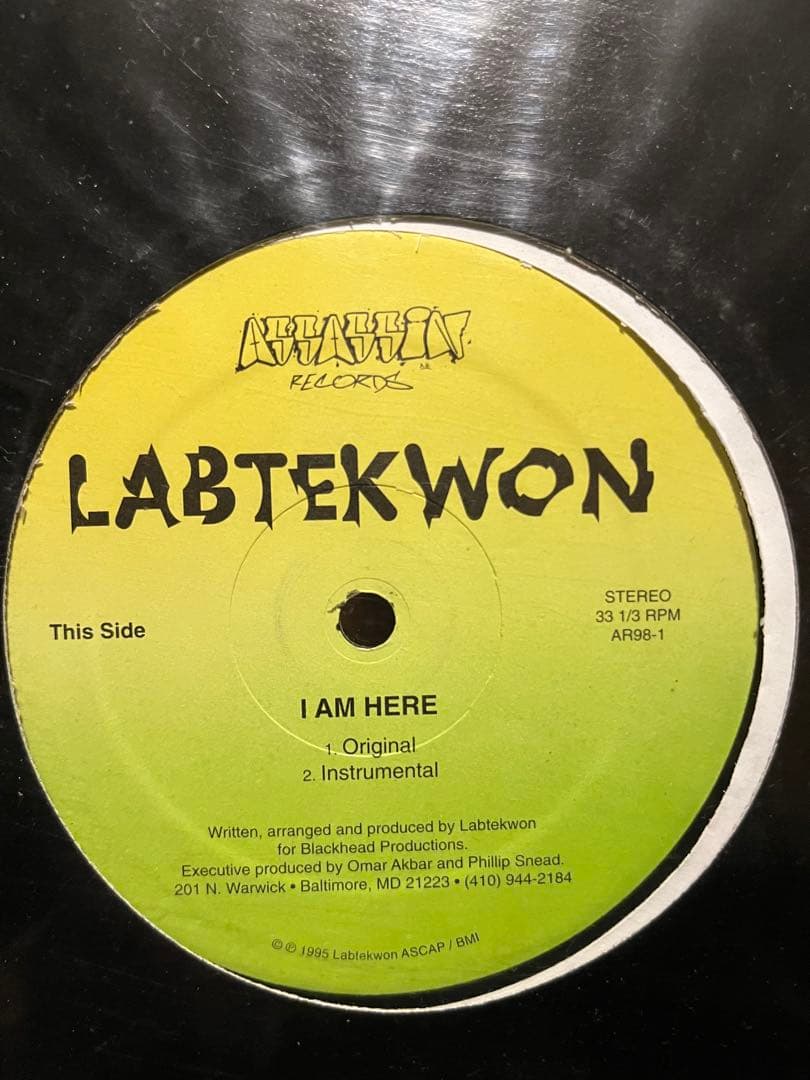 ASSASSIN
RECORDS
LABTEKWON
This Side
STEREO
33 1/3 RPM
AR98-1
I AM HERE
1. Original
2. Instrumental
Written, arranged and produced by Labtekwon
for Blackhead Productions.
Executive produced by Omar Akbar and Phillip Snead.
201 N. Warwick • Baltimore, MD 21223 • (410) 944-2184
© ℗ 1995 Labtekwon ASCAP / BMI